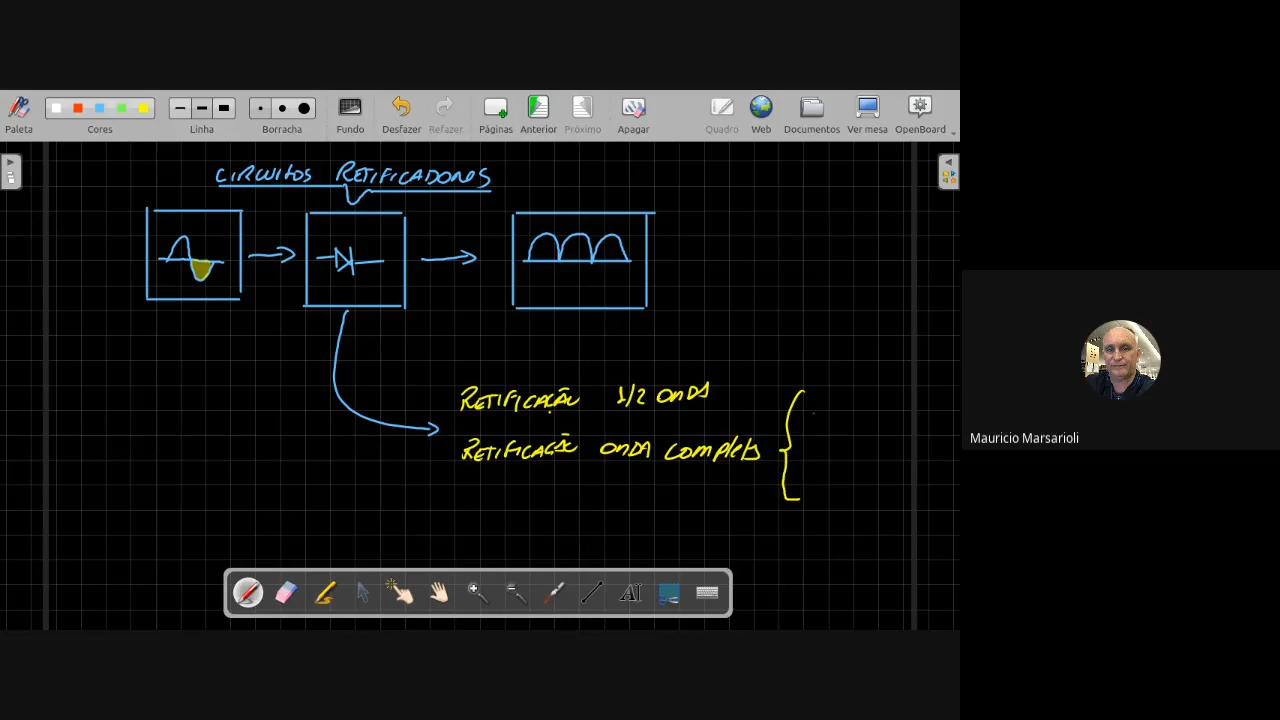 Paleta
Cores
Linha
Borracha
Fundo
Desfazer
Refazer
Páginas
Anterior
Próximo
Apagar
Quadro
Web
Documentos
Ver mesa
OpenBoard
CIRCUITOS RETIFICADORES
RETIFICAÇÃO 1/2 ONDA
RETIFICAÇÃO ONDA COMPLETA
AI
Mauricio Marsarioli